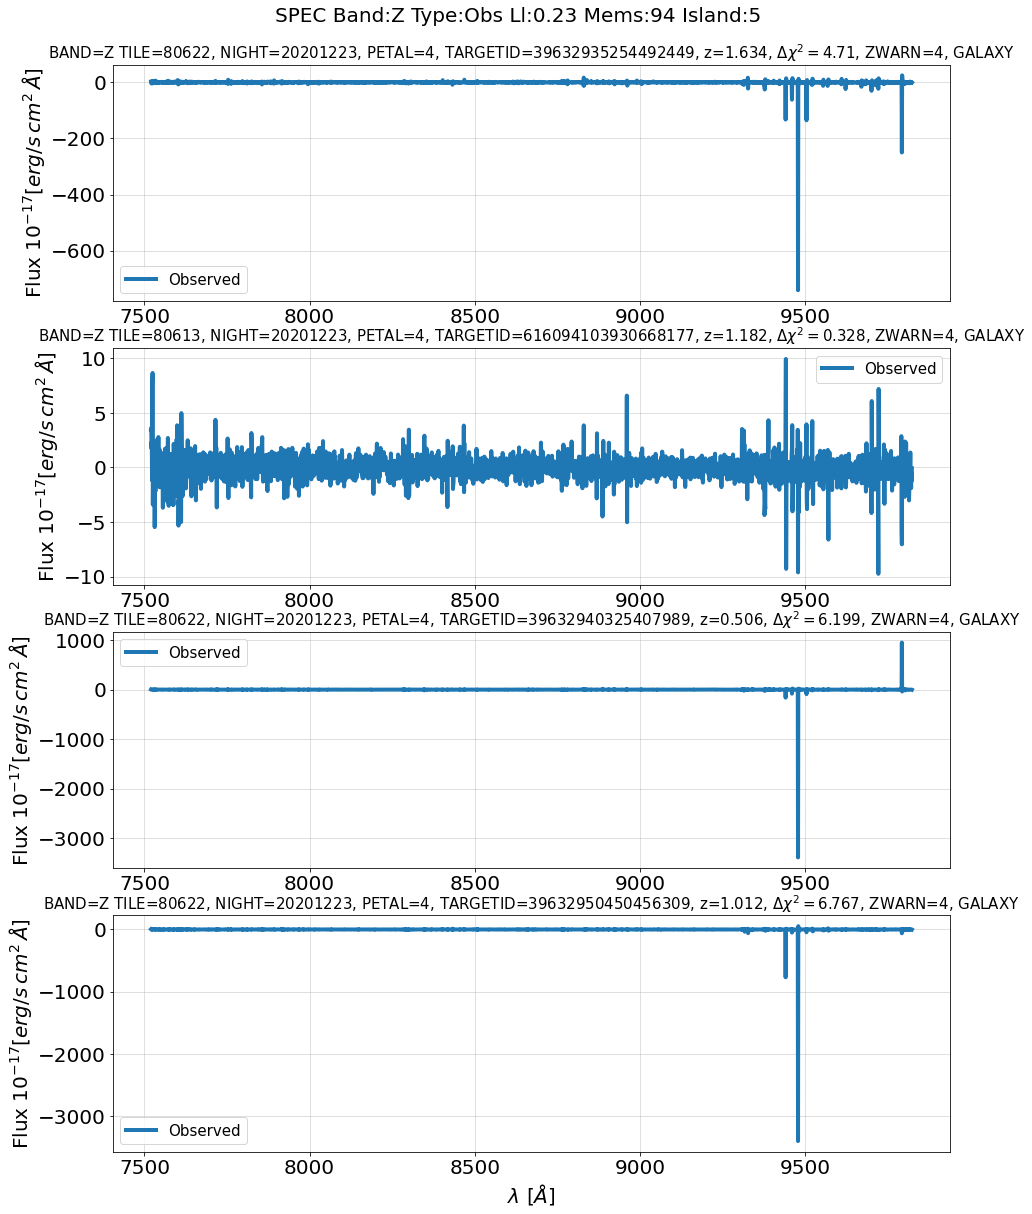 SPEC Band:Z Type:Obs Ll:0.23 Mems:94 Island:5
BAND=Z TILE=80622, NIGHT=20201223, PETAL=4, TARGETID=39632935254492449, z=1.634, Δχ²=4.71, ZWARN=4, GALAXY
Flux 10⁻¹⁷[erg/s cm² Å]
0
−200
−400
−600
Observed
7500 8000 8500 9000 9500
BAND=Z TILE=80613, NIGHT=20201223, PETAL=4, TARGETID=616094103930668177, z=1.182, Δχ²=0.328, ZWARN=4, GALAXY
Flux 10⁻¹⁷[erg/s cm² Å]
10
5
0
−5
−10
Observed
7500 8000 8500 9000 9500
BAND=Z TILE=80622, NIGHT=20201223, PETAL=4, TARGETID=39632940325407989, z=0.506, Δχ²=6.199, ZWARN=4, GALAXY
Flux 10⁻¹⁷[erg/s cm² Å]
1000
0
−1000
−2000
−3000
Observed
7500 8000 8500 9000 9500
BAND=Z TILE=80622, NIGHT=20201223, PETAL=4, TARGETID=39632950450456309, z=1.012, Δχ²=6.767, ZWARN=4, GALAXY
Flux 10⁻¹⁷[erg/s cm² Å]
0
−1000
−2000
−3000
Observed
7500 8000 8500 9000 9500
λ [Å]